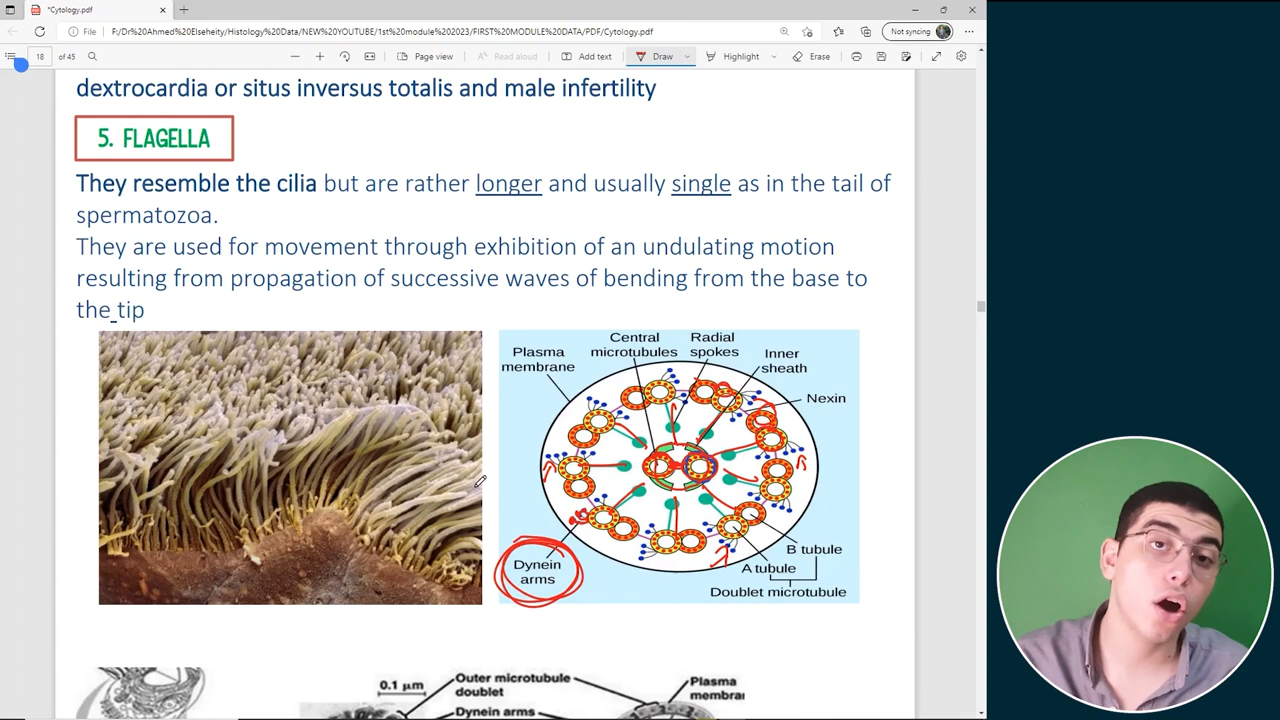 *Cytology.pdf
File
F:/Dr%20Ahmed%20Elseheity/Histology%20Data/NEW%20YOUTUBE/1st%20module%202023/FIRST%20MODULE%20DATA/PDF/Cytology.pdf
Not syncing
18 of 45
Page view
Read aloud
Add text
Draw
Highlight
Erase
dextrocardia or situs inversus totalis and male infertility
5. FLAGELLA
They resemble the cilia but are rather longer and usually single as in the tail of
spermatozoa.
They are used for movement through exhibition of an undulating motion
resulting from propagation of successive waves of bending from the base to
the tip
Central
microtubules
Radial
spokes
Plasma
membrane
Inner
sheath
Nexin
Dynein
arms
B tubule
A tubule
Doublet microtubule
0.1 µm
Outer microtubule
doublet
Dynein arms
Plasma